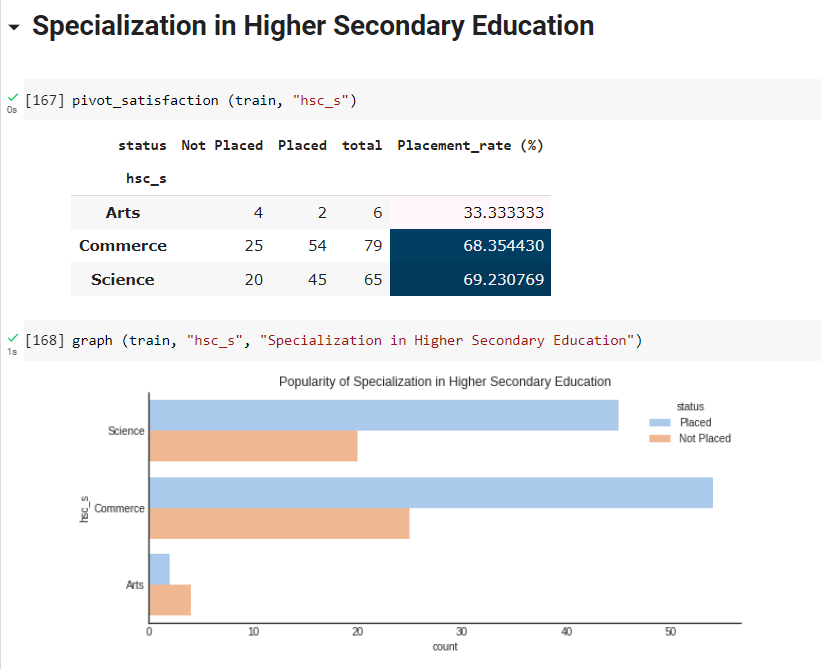 Specialization in Higher Secondary Education
[167] pivot_satisfaction (train, "hsc_s")
0s
status Not Placed Placed total Placement_rate (%)
hsc_s
Arts 4 2 6 33.333333
Commerce 25 54 79 68.354430
Science 20 45 65 69.230769
[168] graph (train, "hsc_s", "Specialization in Higher Secondary Education")
1s
Popularity of Specialization in Higher Secondary Education
status
Placed
Not Placed
Science
hsc_s
Commerce
Arts
0 10 20 30 40 50
count